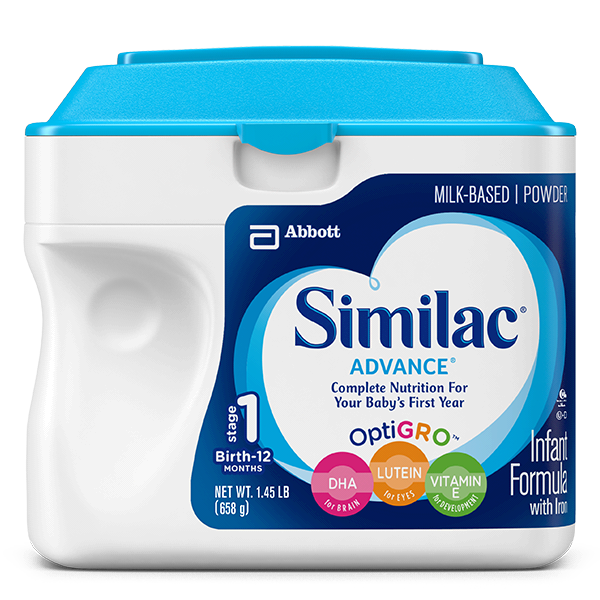 MILK-BASED | POWDER
Abbott
Similac®
ADVANCE®
Complete Nutrition For
Your Baby's First Year
OptiGRO™
stage 1
Birth-12
MONTHS
DHA
for BRAIN
LUTEIN
for EYES
VITAMIN
E
for DEVELOPMENT
NET WT. 1.45 LB
(658 g)
Infant
Formula
with Iron